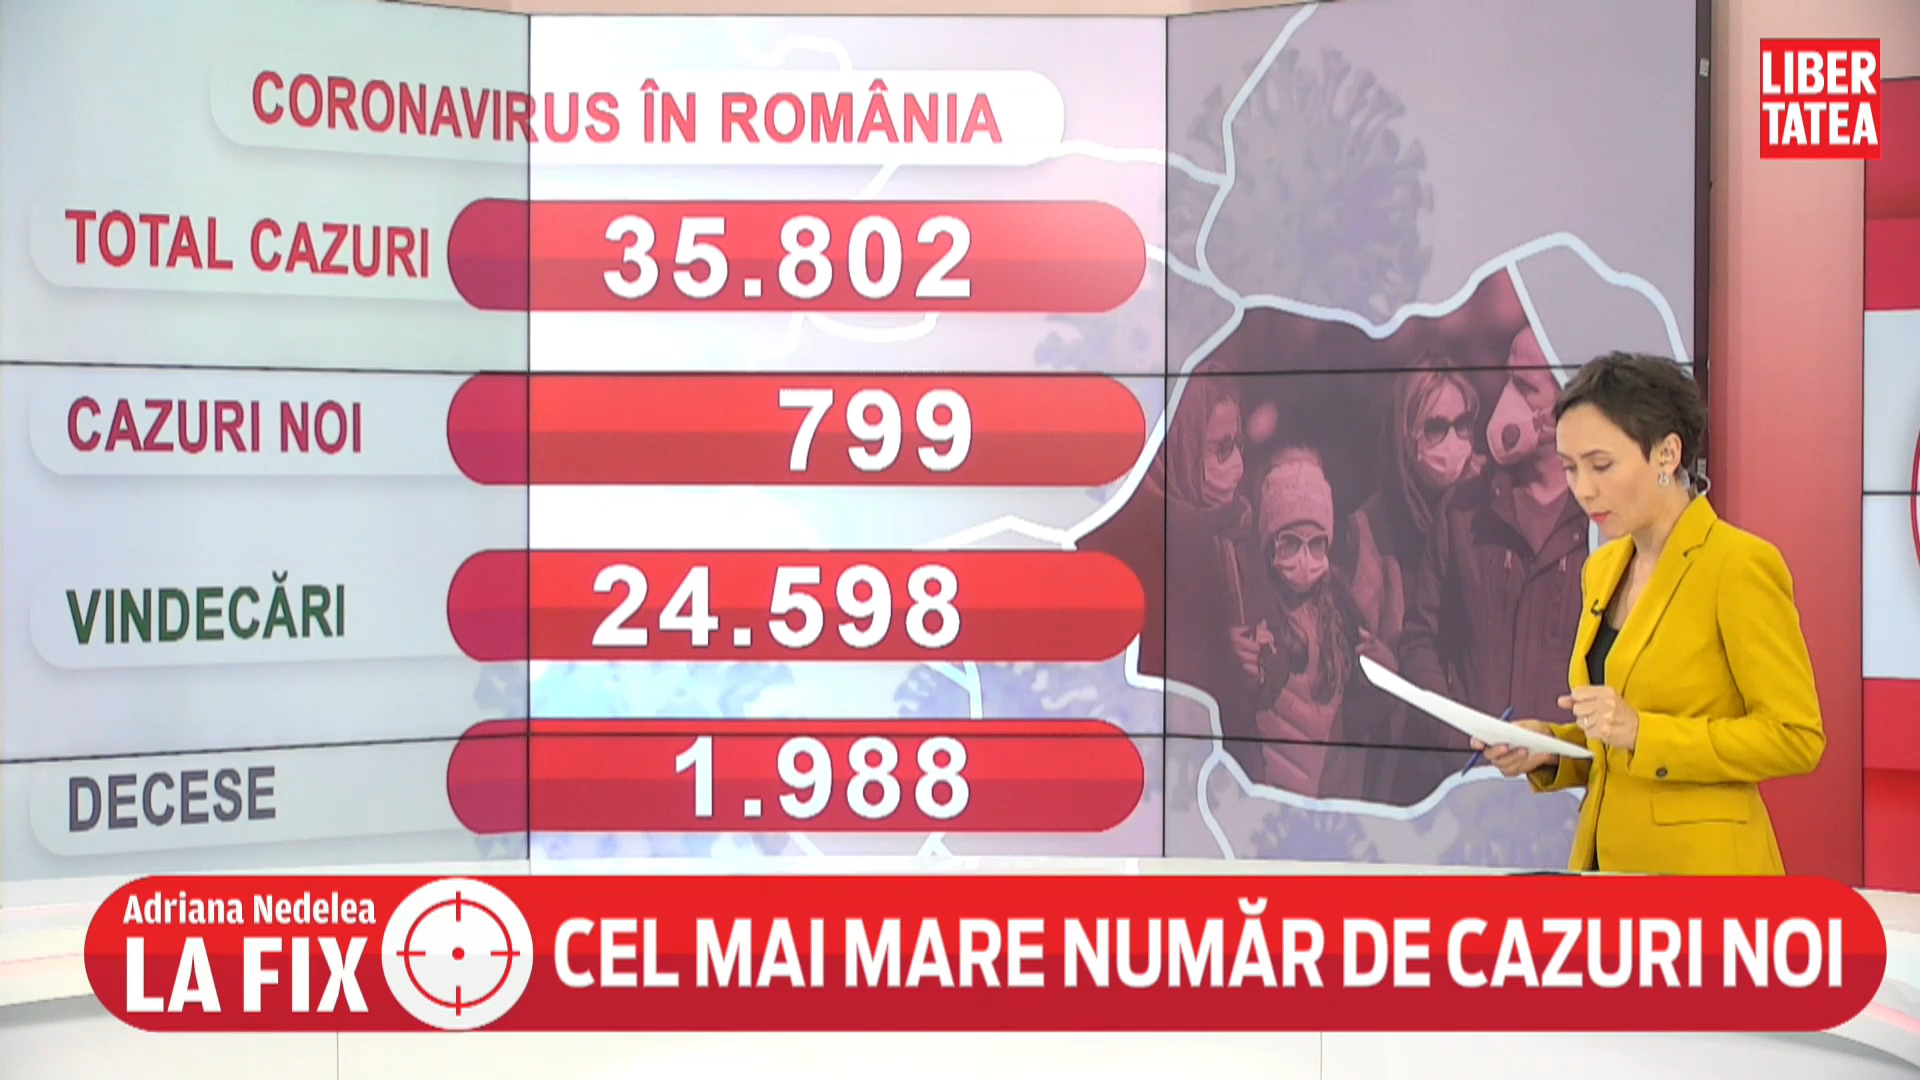 CORONAVIRUS ÎN ROMÂNIA
LIBER
TATEA
TOTAL CAZURI 35.802
CAZURI NOI 799
VINDECĂRI 24.598
DECESE 1.988
Adriana Nedelea
LA FIX
CEL MAI MARE NUMĂR DE CAZURI NOI